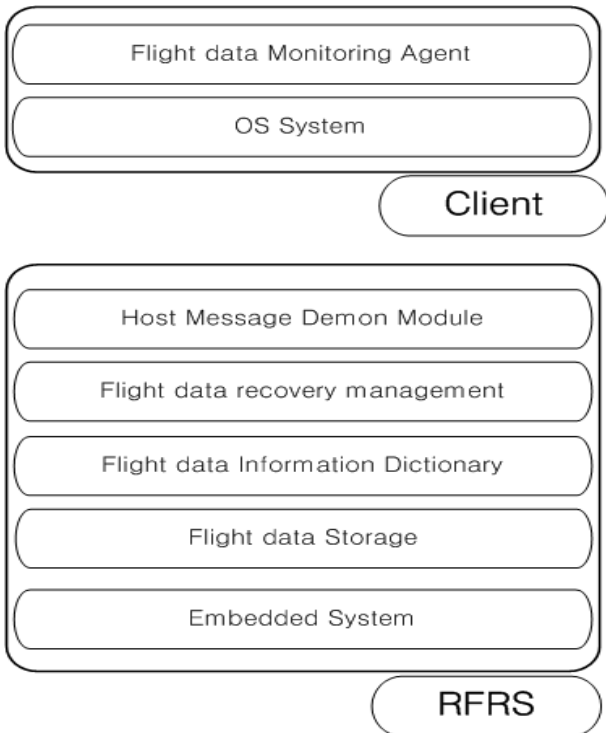 Flight data Monitoring Agent
OS System
Client
Host Message Demon Module
Flight data recovery management
Flight data Information Dictionary
Flight data Storage
Embedded System
RFRS